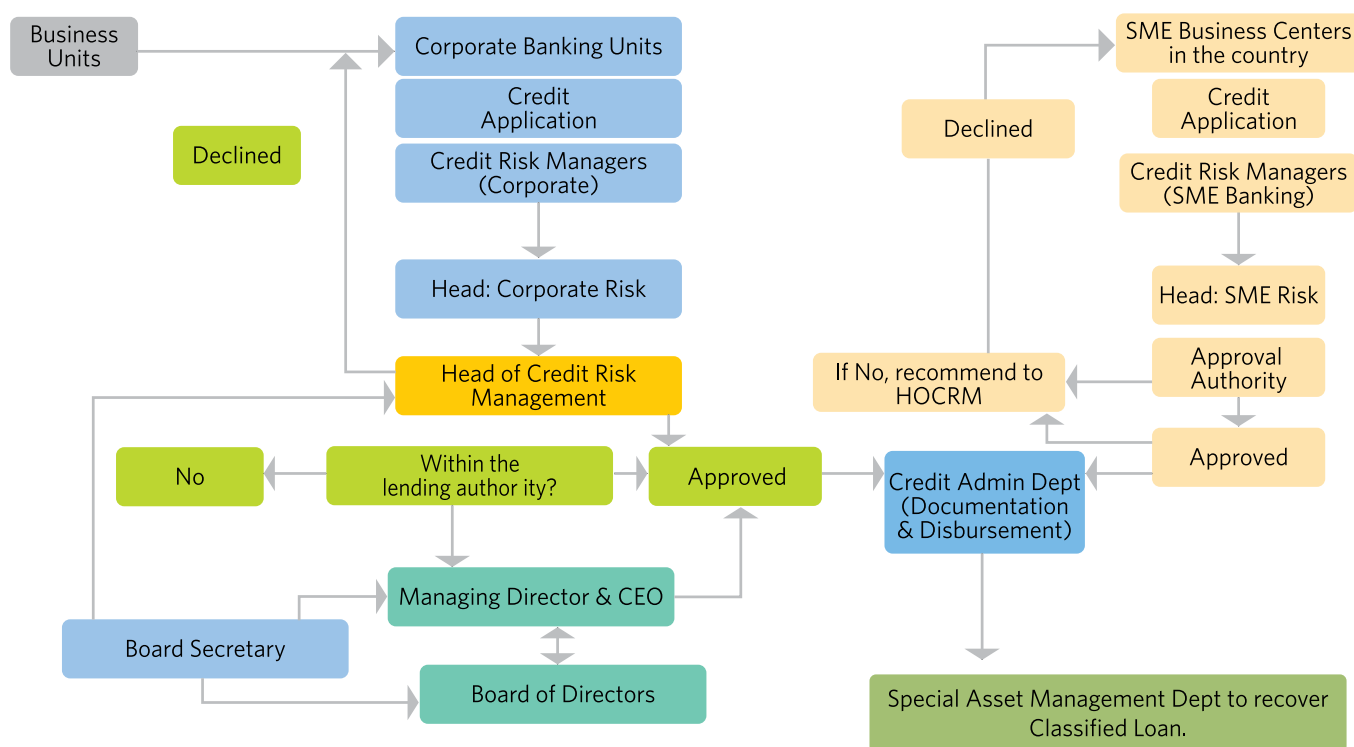 Business
Units
Corporate Banking Units
Credit
Application
Declined
Credit Risk Managers
(Corporate)
Head: Corporate Risk
Head of Credit Risk
Management
No
Within the
lending author ity?
Approved
Managing Director & CEO
Board Secretary
Board of Directors
SME Business Centers
in the country
Credit
Application
Declined
Credit Risk Managers
(SME Banking)
Head: SME Risk
If No, recommend to
HOCRM
Approval
Authority
Approved
Credit Admin Dept
(Documentation
& Disbursement)
Special Asset Management Dept to recover
Classified Loan.